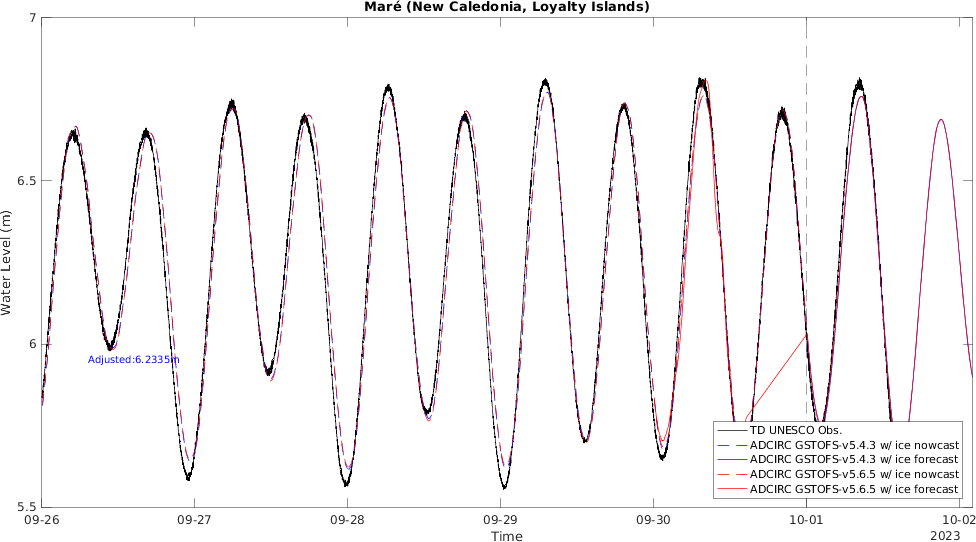 Maré (New Caledonia, Loyalty Islands)
7
6.5
6
5.5
Water Level (m)
Adjusted:6.2335m
TD UNESCO Obs.
ADCIRC GSTOFS-v5.4.3 w/ ice nowcast
ADCIRC GSTOFS-v5.4.3 w/ ice forecast
ADCIRC GSTOFS-v5.6.5 w/ ice nowcast
ADCIRC GSTOFS-v5.6.5 w/ ice forecast
09-26 09-27 09-28 09-29 09-30 10-01 10-02
Time
2023